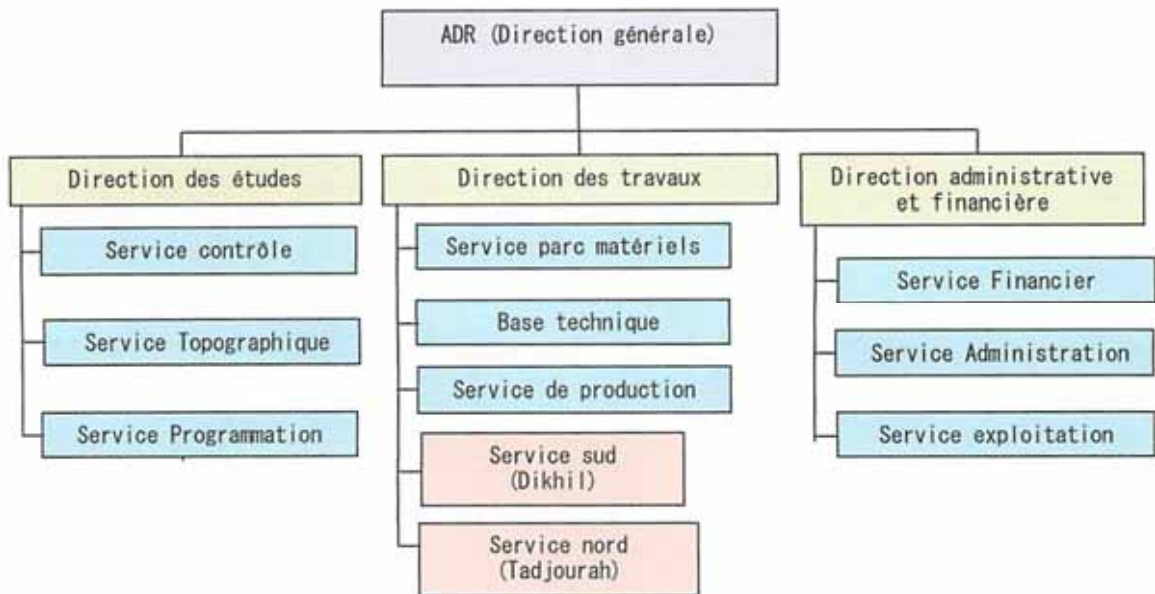 ADR (Direction générale)
Direction des études
Service contrôle
Service Topographique
Service Programmation
Direction des travaux
Service parc matériels
Base technique
Service de production
Service sud
(Dikhil)
Service nord
(Tadjourah)
Direction administrative
et financière
Service Financier
Service Administration
Service exploitation